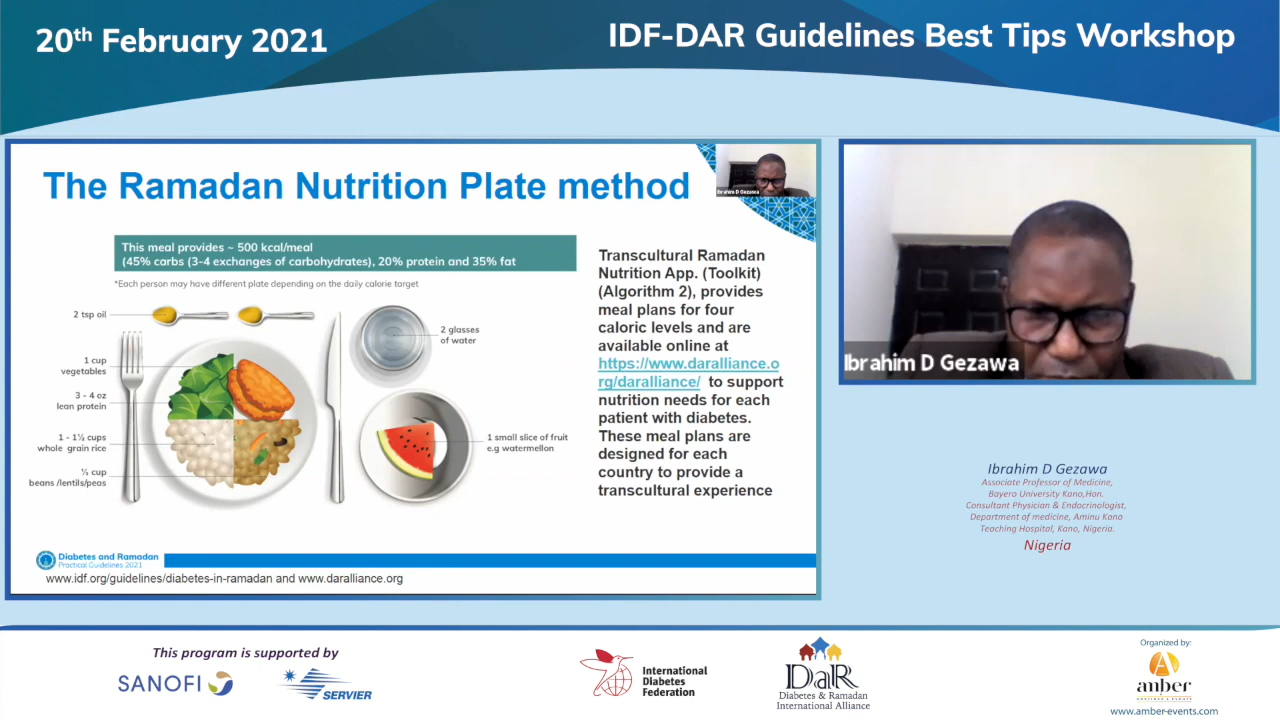 20th February 2021
IDF-DAR Guidelines Best Tips Workshop
The Ramadan Nutrition Plate method
Ibrahim D Gezawa
This meal provides ~ 500 kcal/meal
(45% carbs (3-4 exchanges of carbohydrates), 20% protein and 35% fat
*Each person may have different plate depending on the daily calorie target
2 tsp oil
1 cup
vegetables
3 - 4 oz
lean protein
1 - 1½ cups
whole grain rice
⅓ cup
beans /lentils/peas
2 glasses
of water
1 small slice of fruit
e.g watermellon
Transcultural Ramadan
Nutrition App. (Toolkit)
(Algorithm 2), provides
meal plans for four
caloric levels and are
available online at
https://www.daralliance.o
rg/daralliance/ to support
nutrition needs for each
patient with diabetes.
These meal plans are
designed for each
country to provide a
transcultural experience
Diabetes and Ramadan
Practical Guidelines 2021
www.idf.org/guidelines/diabetes-in-ramadan and www.daralliance.org
Ibrahim D Gezawa
Ibrahim D Gezawa
Associate Professor of Medicine,
Bayero University Kano,Hon.
Consultant Physician & Endocrinologist,
Department of medicine, Aminu Kano
Teaching Hospital, Kano, Nigeria.
Nigeria
This program is supported by
SANOFI
SERVIER
International
Diabetes
Federation
DaR
Diabetes & Ramadan
International Alliance
Organized by:
anber
www.amber-events.com